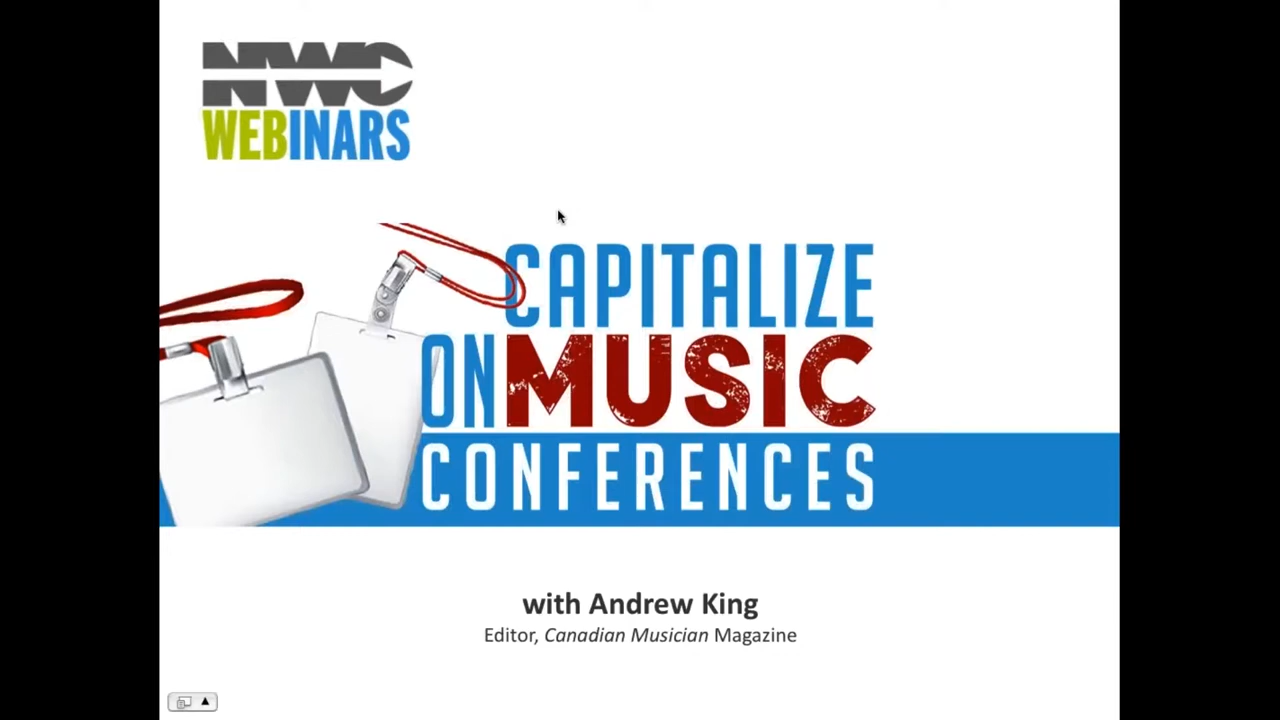 NWC
WEBINARS
CAPITALIZE
ON MUSIC
CONFERENCES
with Andrew King
Editor, Canadian Musician Magazine